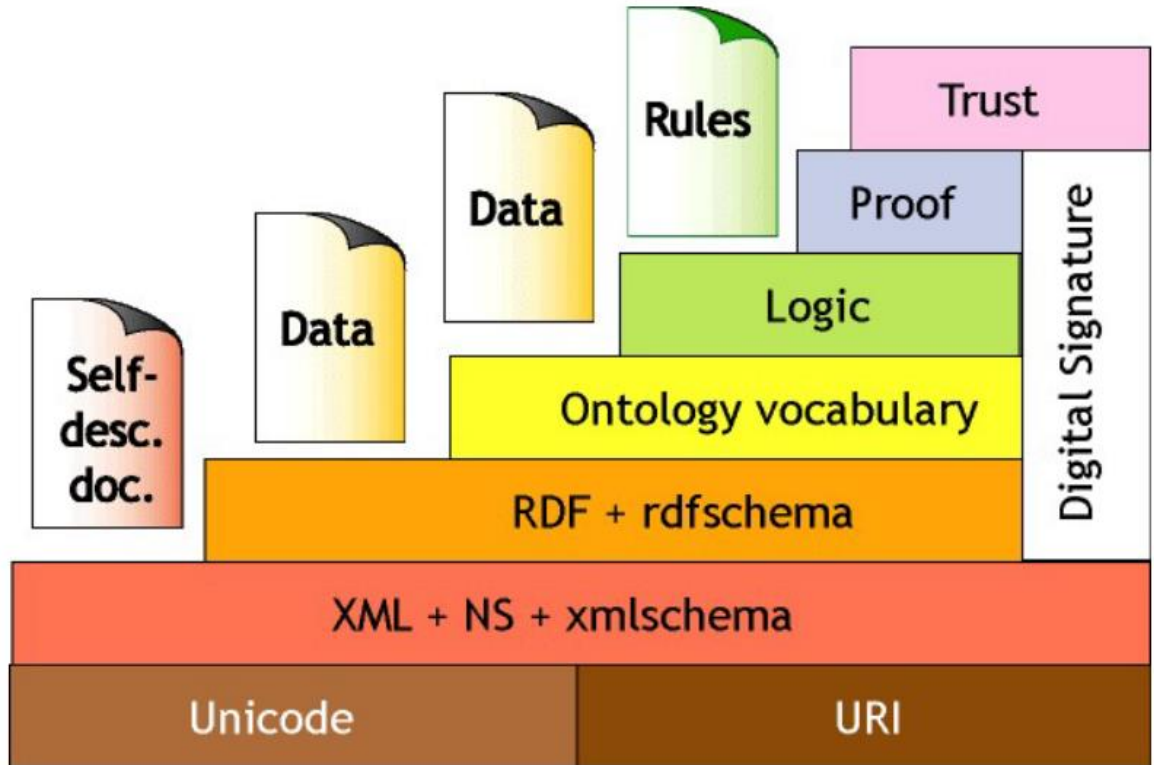 Rules
Trust
Data
Proof
Data
Logic
Self-
desc.
doc.
Ontology vocabulary
Digital Signature
RDF + rdfschema
XML + NS + xmlschema
Unicode
URI